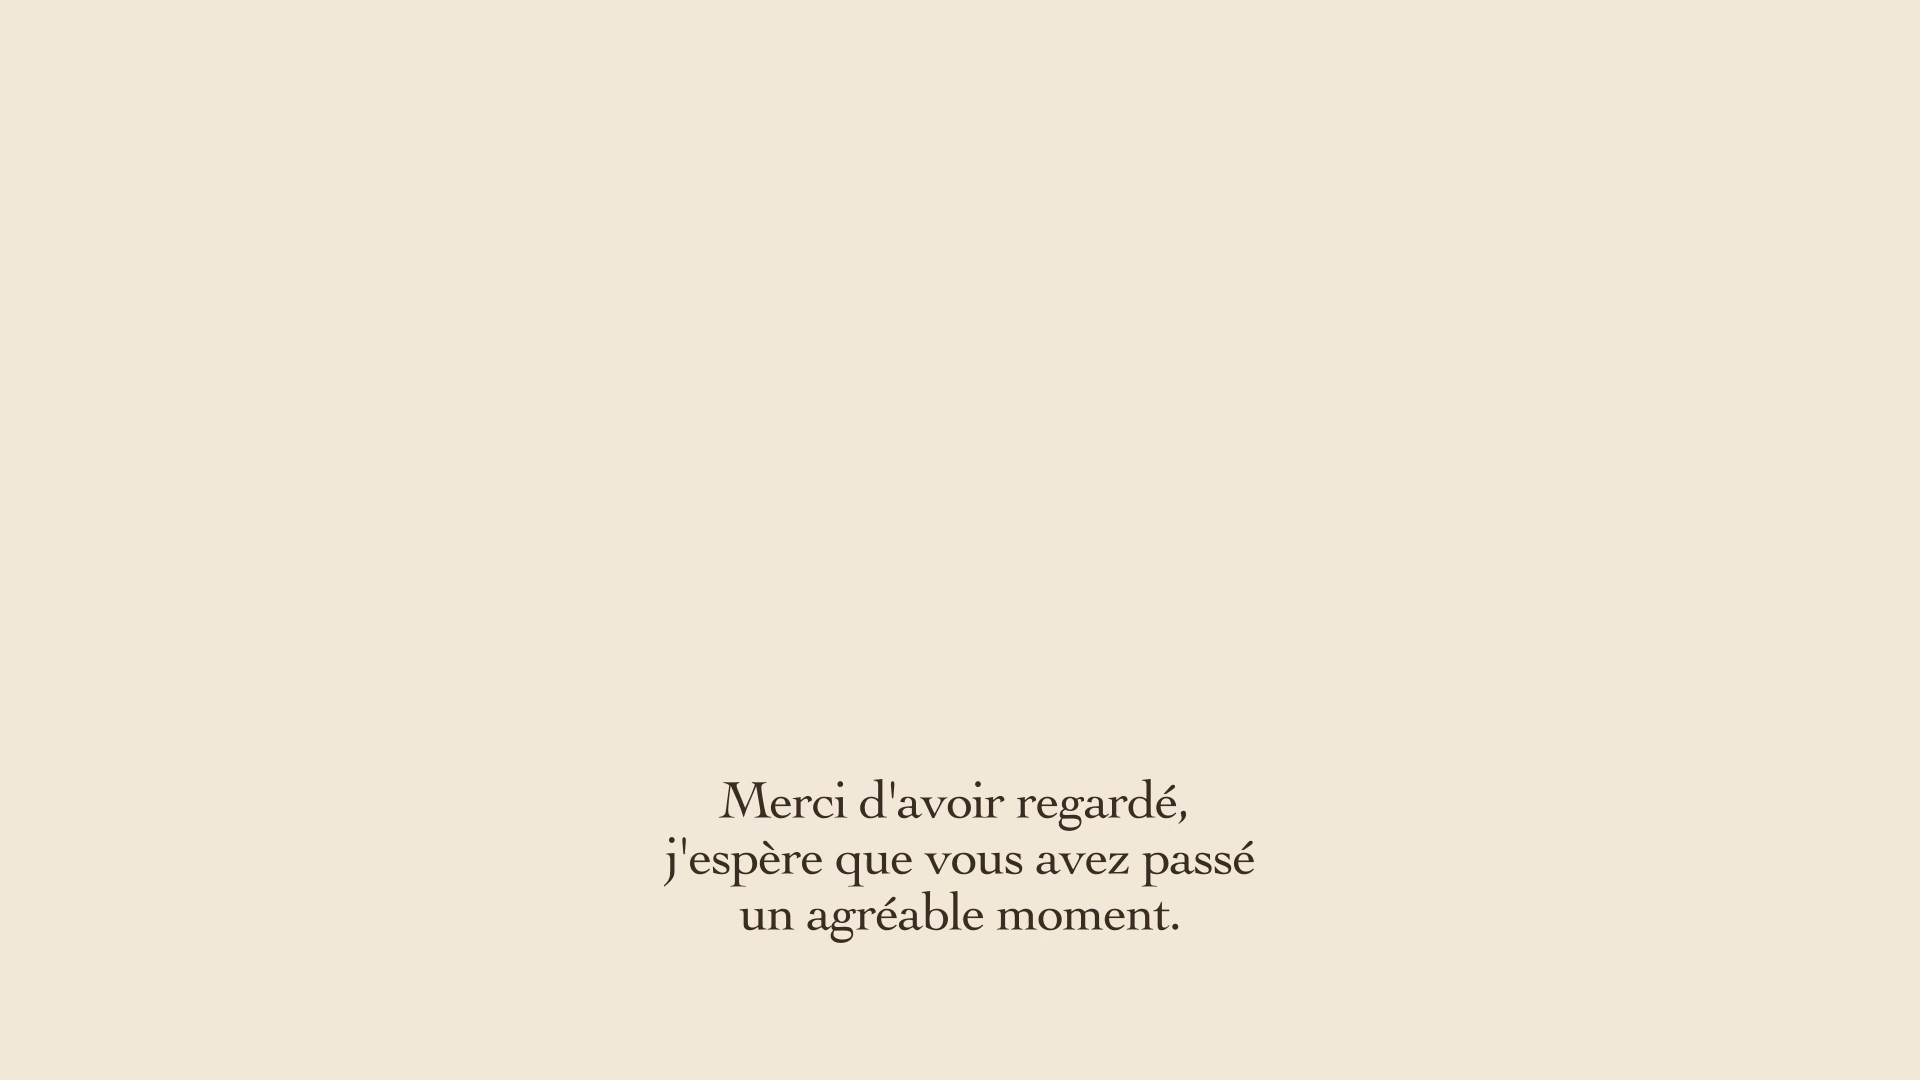 Merci d'avoir regardé,
j'espère que vous avez passé
un agréable moment.